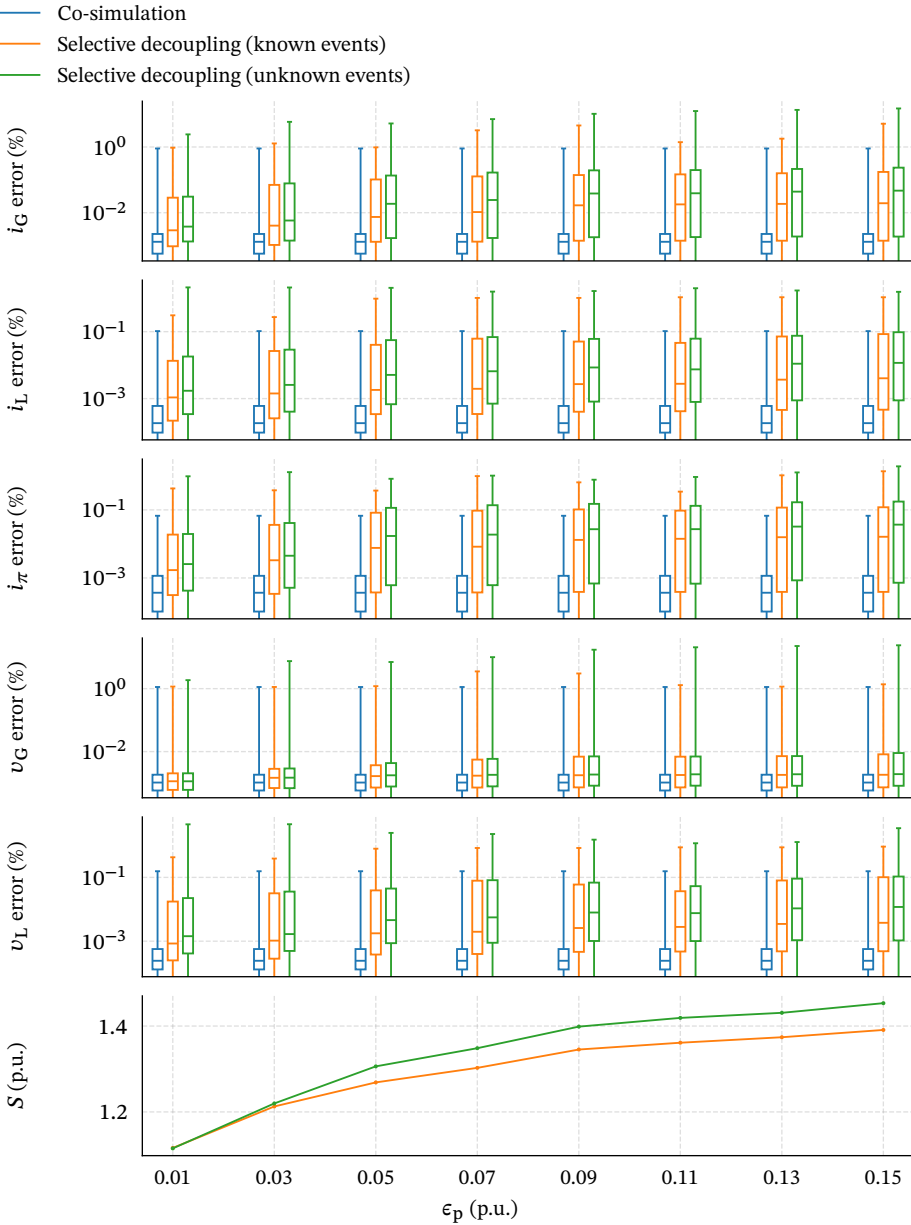 Co-simulation
Selective decoupling (known events)
Selective decoupling (unknown events)
i_G error (%)
10^0
10^−2
i_L error (%)
10^−1
10^−3
i_π error (%)
10^−1
10^−3
v_G error (%)
10^0
10^−2
v_L error (%)
10^−1
10^−3
S (p.u.)
1.4
1.2
0.01 0.03 0.05 0.07 0.09 0.11 0.13 0.15
ϵ_p (p.u.)